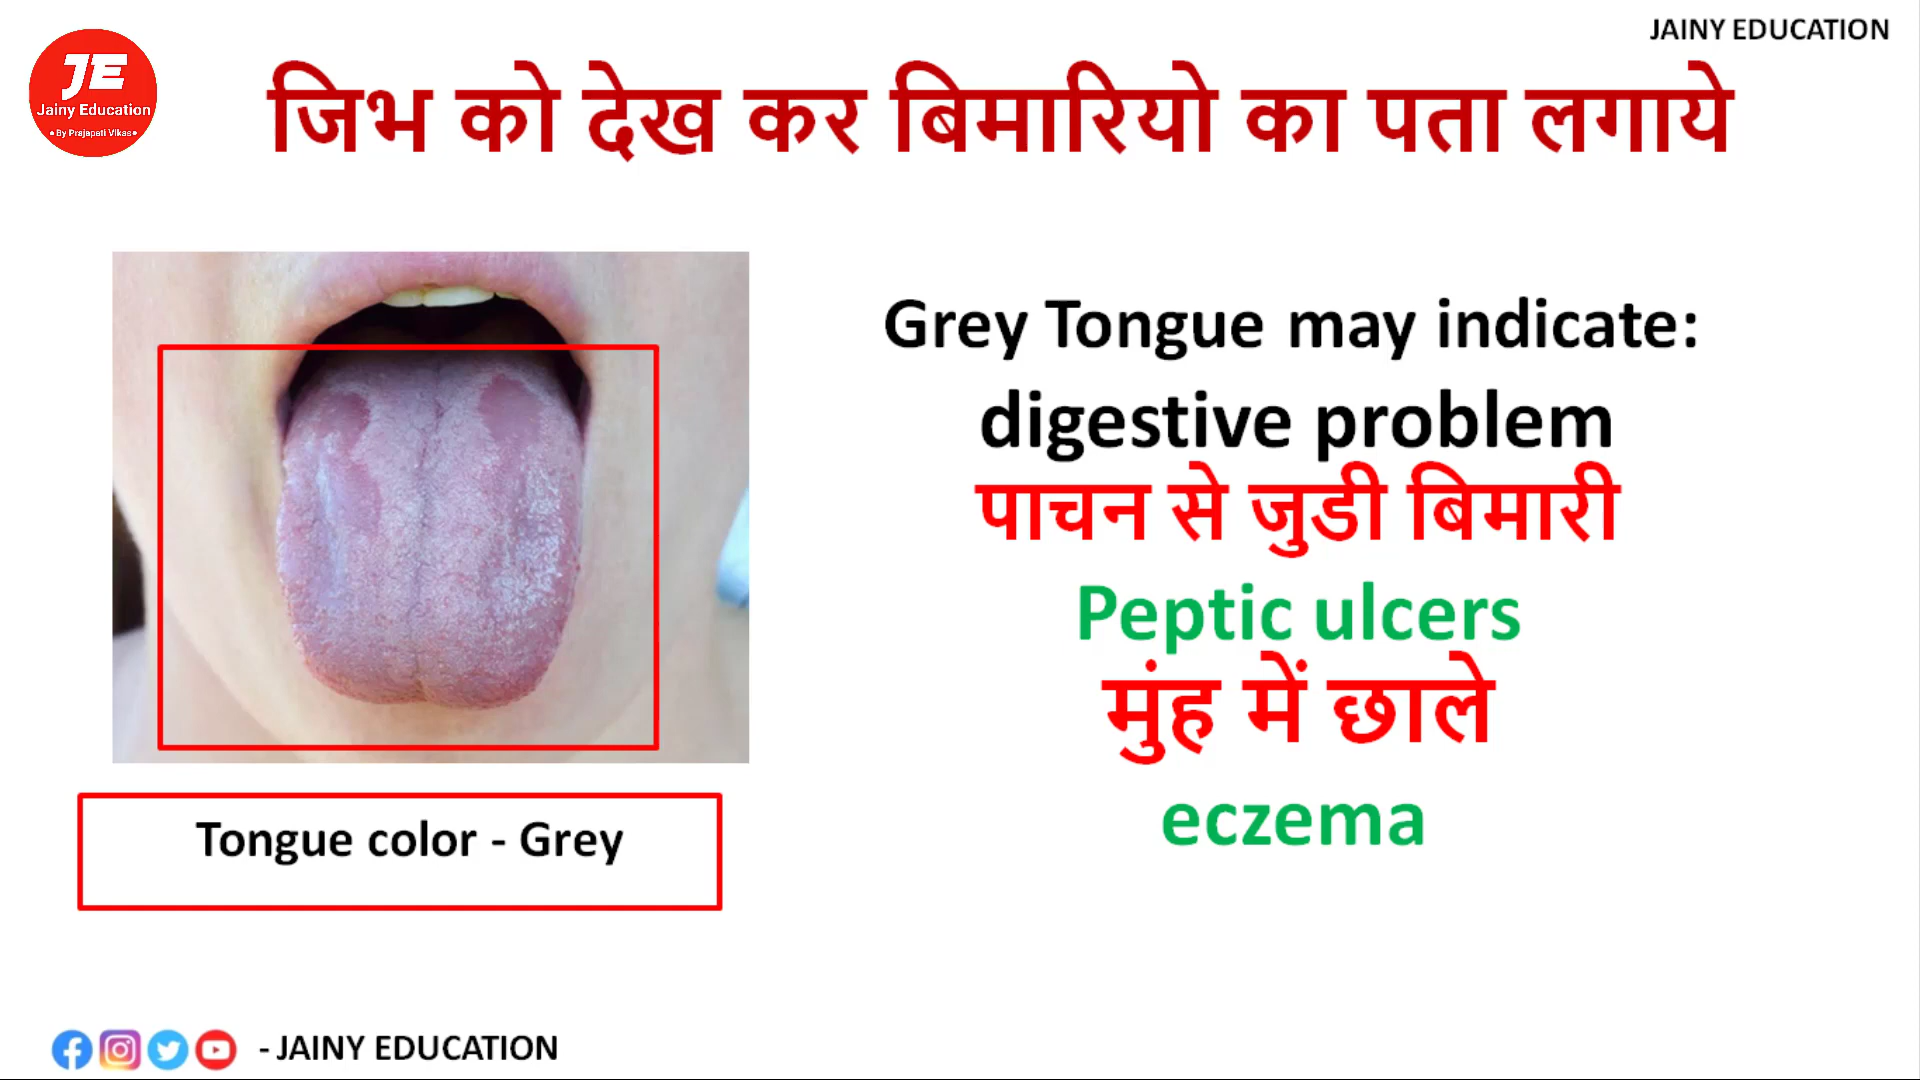 JAINY EDUCATION
JE
Jainy Education
• By Prajapati Vikas •
जिभ को देख कर बिमारियो का पता लगाये
Grey Tongue may indicate:
digestive problem
पाचन से जुडी बिमारी
Peptic ulcers
मुंह में छाले
eczema
Tongue color - Grey
- JAINY EDUCATION